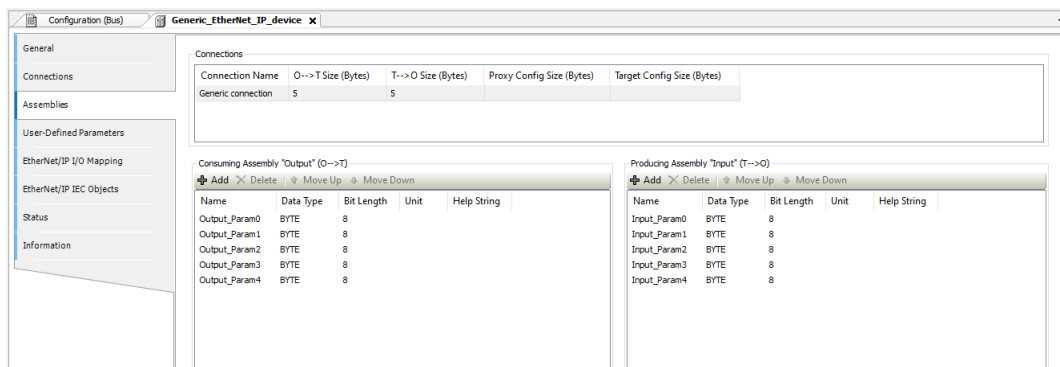 Configuration (Bus) Generic_EtherNet_IP_device X
General
Connections
Assemblies
User-Defined Parameters
EtherNet/IP I/O Mapping
EtherNet/IP IEC Objects
Status
Information
Connections
Connection Name O-->T Size (Bytes) T-->O Size (Bytes) Proxy Config Size (Bytes) Target Config Size (Bytes)
Generic connection 5 5
Consuming Assembly "Output" (O-->T)
Add Delete Move Up Move Down
Name Data Type Bit Length Unit Help String
Output_Param0 BYTE 8
Output_Param1 BYTE 8
Output_Param2 BYTE 8
Output_Param3 BYTE 8
Output_Param4 BYTE 8
Producing Assembly "Input" (T-->O)
Add Delete Move Up Move Down
Name Data Type Bit Length Unit Help String
Input_Param0 BYTE 8
Input_Param1 BYTE 8
Input_Param2 BYTE 8
Input_Param3 BYTE 8
Input_Param4 BYTE 8